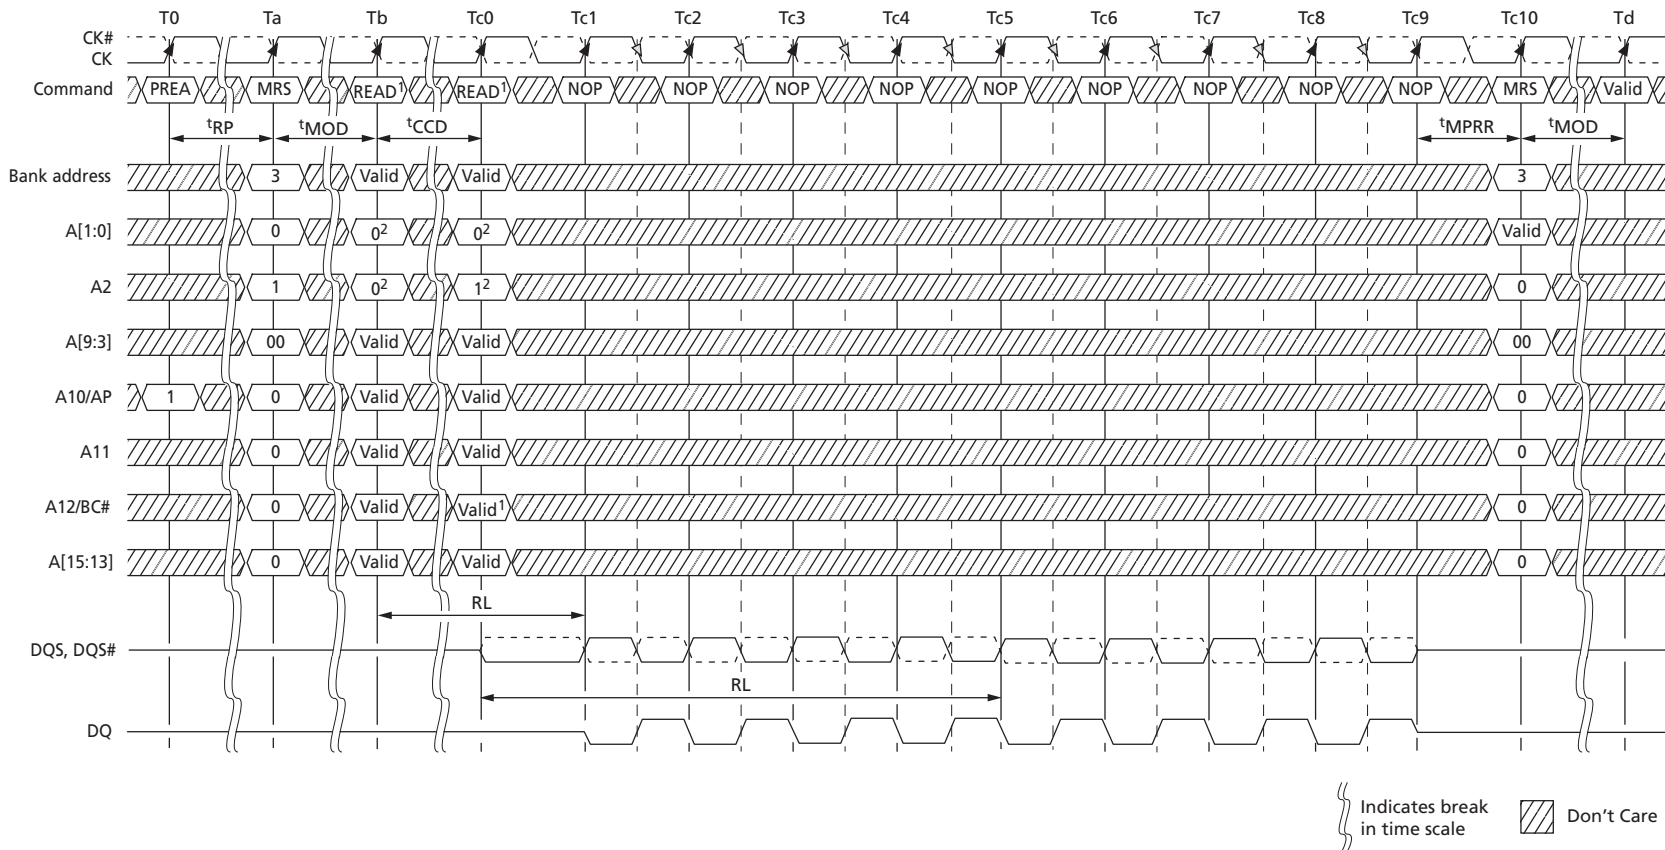 T0 Ta Tb Tc0 Tc1 Tc2 Tc3 Tc4 Tc5 Tc6 Tc7 Tc8 Tc9 Tc10 Td
CK#
CK
Command PREA MRS READ¹ READ¹ NOP NOP NOP NOP NOP NOP NOP NOP NOP MRS Valid
ᵗRP ᵗMOD ᵗCCD ᵗMPRR ᵗMOD
Bank address 3 Valid Valid 3
A[1:0] 0 0² 0² Valid
A2 1 0² 1² 0
A[9:3] 00 Valid Valid 00
A10/AP 1 0 Valid Valid 0
A11 0 Valid Valid 0
A12/BC# 0 Valid Valid¹ 0
A[15:13] 0 Valid Valid 0
RL
DQS, DQS#
RL
DQ
Indicates break
in time scale
Don't Care